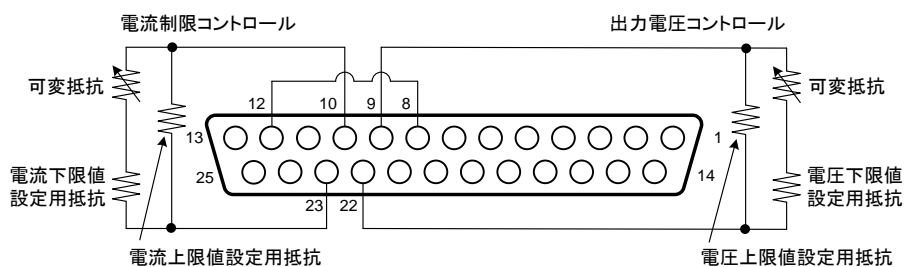 電流制限コントロール
出力電圧コントロール
可変抵抗
可変抵抗
12
10
9
8
13
1
25
14
電流下限値
設定用抵抗
電圧下限値
設定用抵抗
23
22
電流上限値設定用抵抗
電圧上限値設定用抵抗